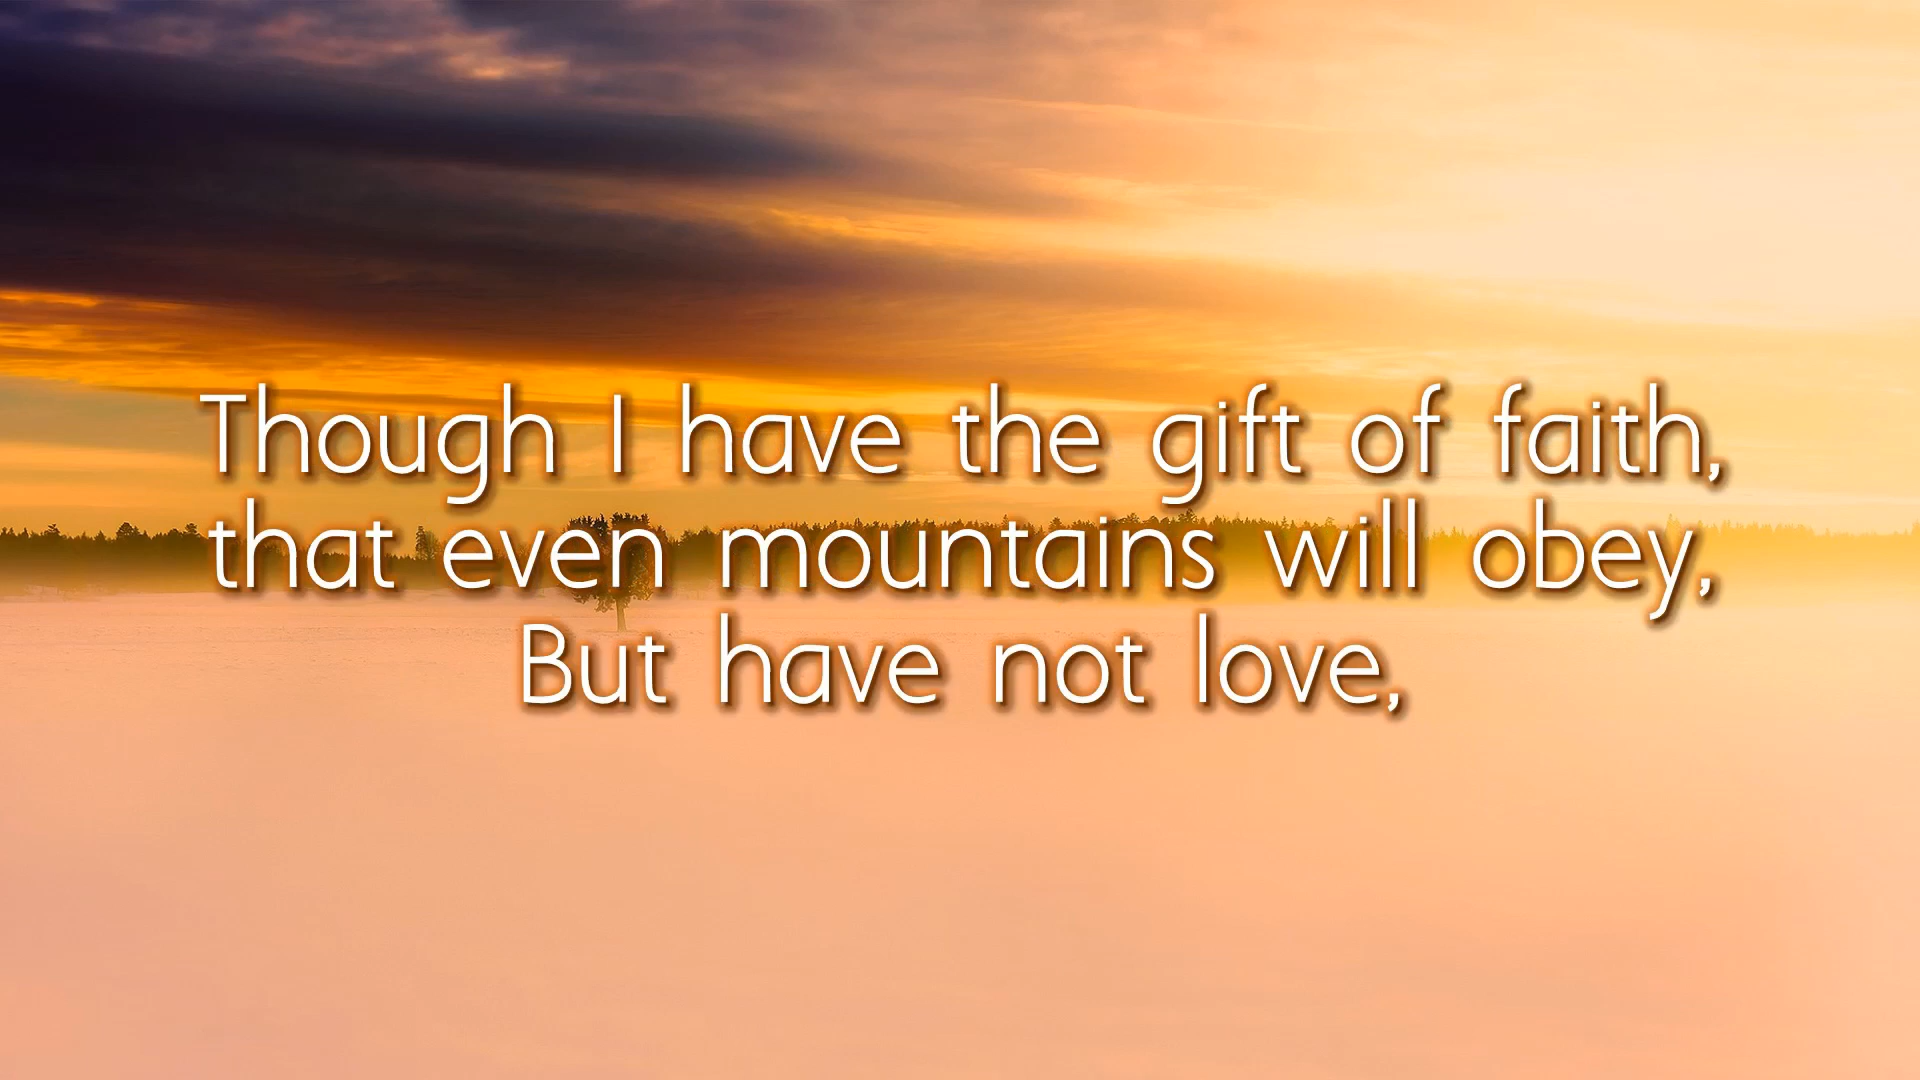 Though I have the gift of faith,
that even mountains will obey,
But have not love,